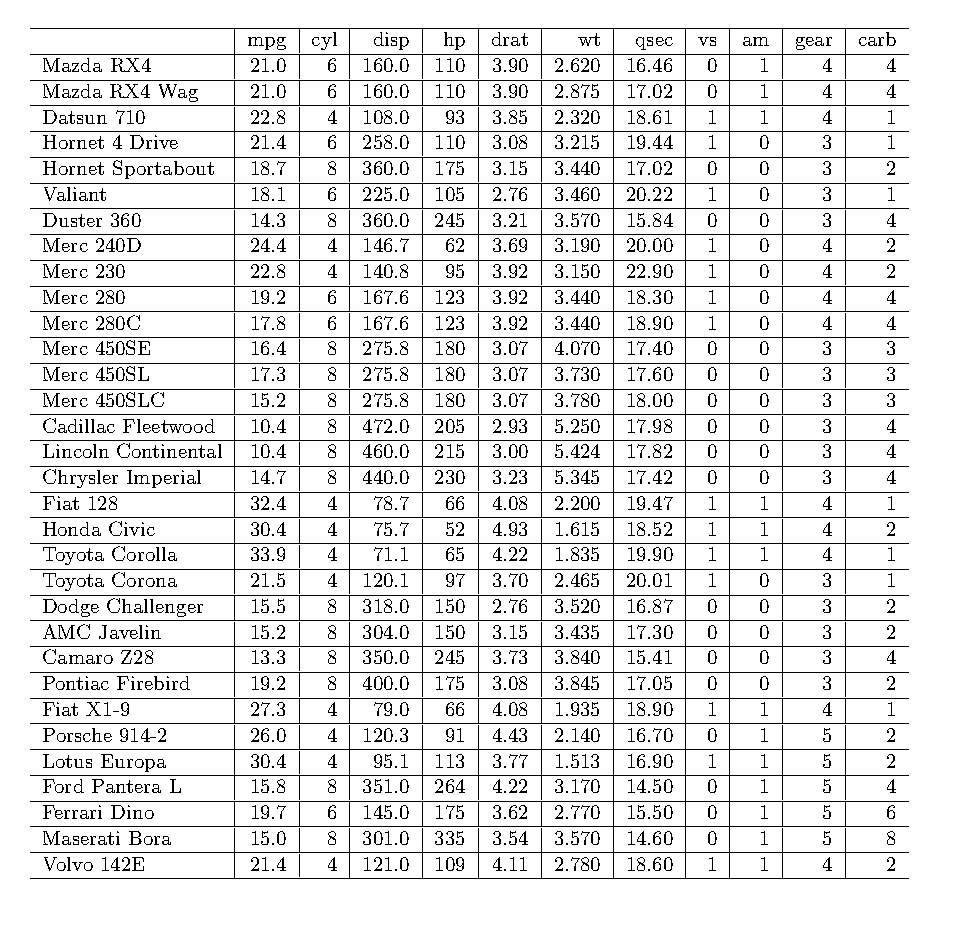 mpg cyl disp hp drat wt qsec vs am gear carb
Mazda RX4 21.0 6 160.0 110 3.90 2.620 16.46 0 1 4 4
Mazda RX4 Wag 21.0 6 160.0 110 3.90 2.875 17.02 0 1 4 4
Datsun 710 22.8 4 108.0 93 3.85 2.320 18.61 1 1 4 1
Hornet 4 Drive 21.4 6 258.0 110 3.08 3.215 19.44 1 0 3 1
Hornet Sportabout 18.7 8 360.0 175 3.15 3.440 17.02 0 0 3 2
Valiant 18.1 6 225.0 105 2.76 3.460 20.22 1 0 3 1
Duster 360 14.3 8 360.0 245 3.21 3.570 15.84 0 0 3 4
Merc 240D 24.4 4 146.7 62 3.69 3.190 20.00 1 0 4 2
Merc 230 22.8 4 140.8 95 3.92 3.150 22.90 1 0 4 2
Merc 280 19.2 6 167.6 123 3.92 3.440 18.30 1 0 4 4
Merc 280C 17.8 6 167.6 123 3.92 3.440 18.90 1 0 4 4
Merc 450SE 16.4 8 275.8 180 3.07 4.070 17.40 0 0 3 3
Merc 450SL 17.3 8 275.8 180 3.07 3.730 17.60 0 0 3 3
Merc 450SLC 15.2 8 275.8 180 3.07 3.780 18.00 0 0 3 3
Cadillac Fleetwood 10.4 8 472.0 205 2.93 5.250 17.98 0 0 3 4
Lincoln Continental 10.4 8 460.0 215 3.00 5.424 17.82 0 0 3 4
Chrysler Imperial 14.7 8 440.0 230 3.23 5.345 17.42 0 0 3 4
Fiat 128 32.4 4 78.7 66 4.08 2.200 19.47 1 1 4 1
Honda Civic 30.4 4 75.7 52 4.93 1.615 18.52 1 1 4 2
Toyota Corolla 33.9 4 71.1 65 4.22 1.835 19.90 1 1 4 1
Toyota Corona 21.5 4 120.1 97 3.70 2.465 20.01 1 0 3 1
Dodge Challenger 15.5 8 318.0 150 2.76 3.520 16.87 0 0 3 2
AMC Javelin 15.2 8 304.0 150 3.15 3.435 17.30 0 0 3 2
Camaro Z28 13.3 8 350.0 245 3.73 3.840 15.41 0 0 3 4
Pontiac Firebird 19.2 8 400.0 175 3.08 3.845 17.05 0 0 3 2
Fiat X1-9 27.3 4 79.0 66 4.08 1.935 18.90 1 1 4 1
Porsche 914-2 26.0 4 120.3 91 4.43 2.140 16.70 0 1 5 2
Lotus Europa 30.4 4 95.1 113 3.77 1.513 16.90 1 1 5 2
Ford Pantera L 15.8 8 351.0 264 4.22 3.170 14.50 0 1 5 4
Ferrari Dino 19.7 6 145.0 175 3.62 2.770 15.50 0 1 5 6
Maserati Bora 15.0 8 301.0 335 3.54 3.570 14.60 0 1 5 8
Volvo 142E 21.4 4 121.0 109 4.11 2.780 18.60 1 1 4 2